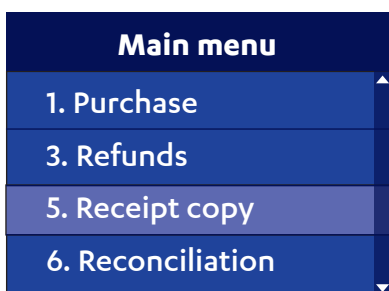 Main menu
1. Purchase
3. Refunds
5. Receipt copy
6. Reconciliation